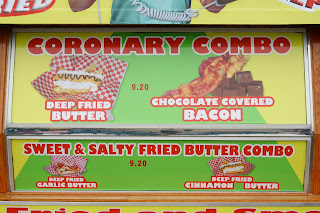 CORONARY COMBO
DEEP FRIED
BUTTER
9.20
CHOCOLATE COVERED
BACON
SWEET & SALTY FRIED BUTTER COMBO
9.20
DEEP FRIED
GARLIC BUTTER
DEEP FRIED
CINNAMON BUTTER